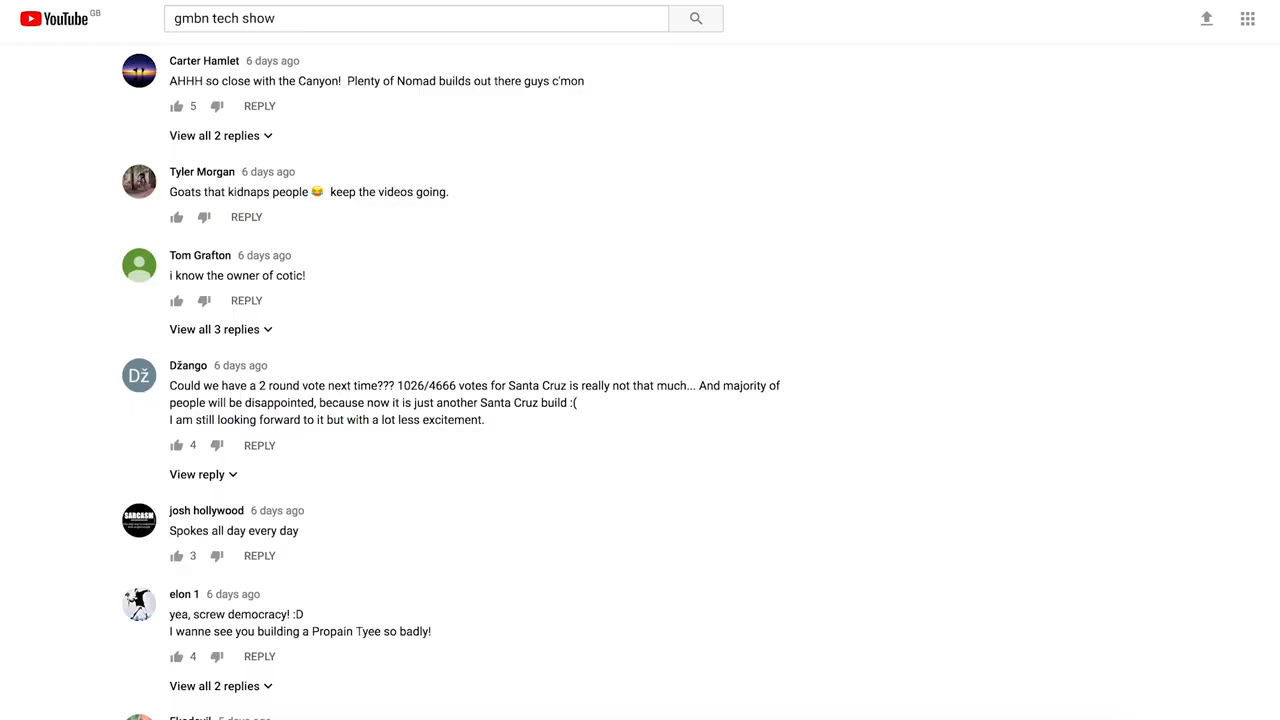 YouTube GB
gmbn tech show
Carter Hamlet 6 days ago
AHHH so close with the Canyon! Plenty of Nomad builds out there guys c'mon
5 REPLY
View all 2 replies
Tyler Morgan 6 days ago
Goats that kidnaps people 😂 keep the videos going.
REPLY
Tom Grafton 6 days ago
i know the owner of cotic!
REPLY
View all 3 replies
DŽ
Džango 6 days ago
Could we have a 2 round vote next time??? 1026/4666 votes for Santa Cruz is really not that much... And majority of
people will be disappointed, because now it is just another Santa Cruz build :(
I am still looking forward to it but with a lot less excitement.
4 REPLY
View reply
SARCASM
josh hollywood 6 days ago
Spokes all day every day
3 REPLY
elon 1 6 days ago
yea, screw democracy! :D
I wanne see you building a Propain Tyee so badly!
4 REPLY
View all 2 replies